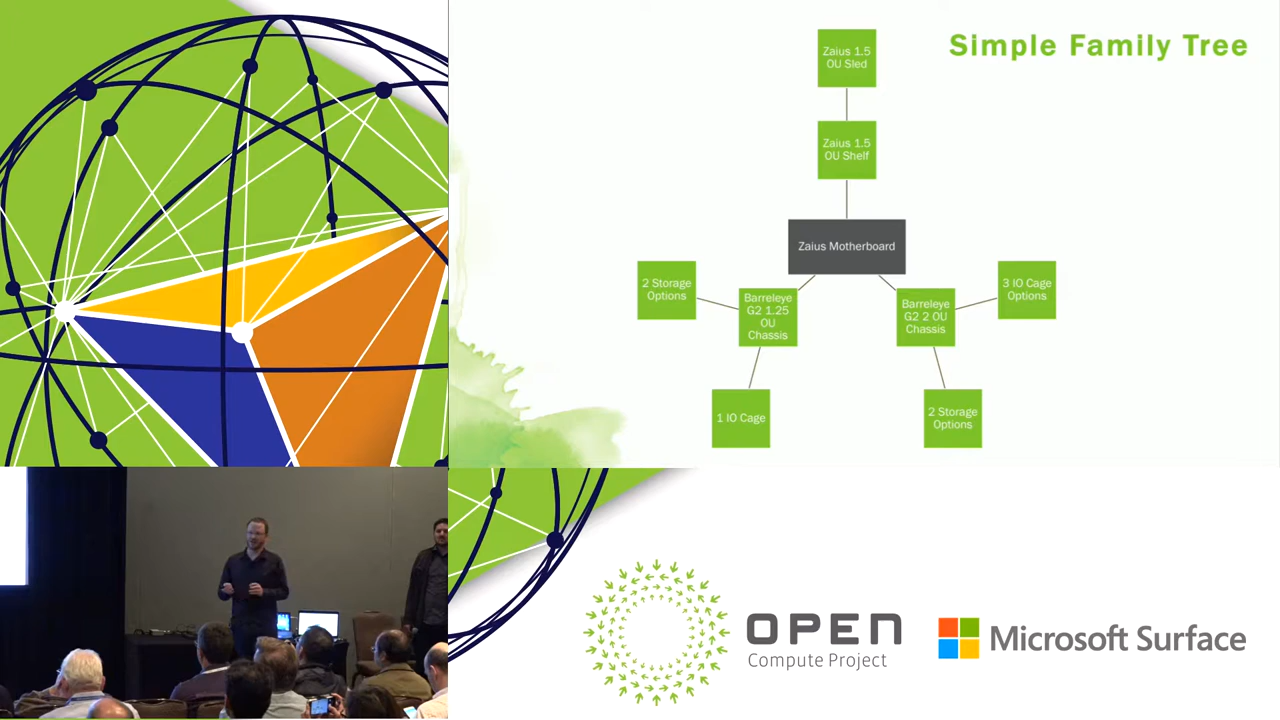 Simple Family Tree
Zaius 1.5
OU Sled
Zaius 1.5
OU Shelf
Zaius Motherboard
2 Storage
Options
Barreleye
G2 1.25
OU
Chassis
Barreleye
G2 2 OU
Chassis
3 IO Cage
Options
1 IO Cage
2 Storage
Options
OPEN
Compute Project
Microsoft Surface